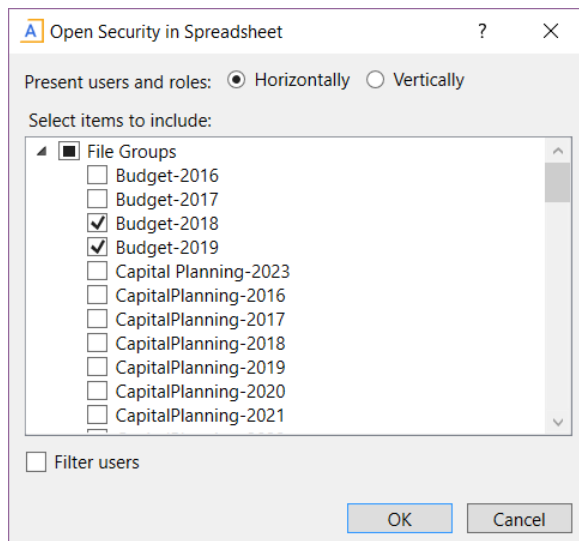 A Open Security in Spreadsheet ?
Present users and roles: Horizontally Vertically
Select items to include:
File Groups
Budget-2016
Budget-2017
Budget-2018
Budget-2019
Capital Planning-2023
CapitalPlanning-2016
CapitalPlanning-2017
CapitalPlanning-2018
CapitalPlanning-2019
CapitalPlanning-2020
CapitalPlanning-2021
Filter users
OK Cancel